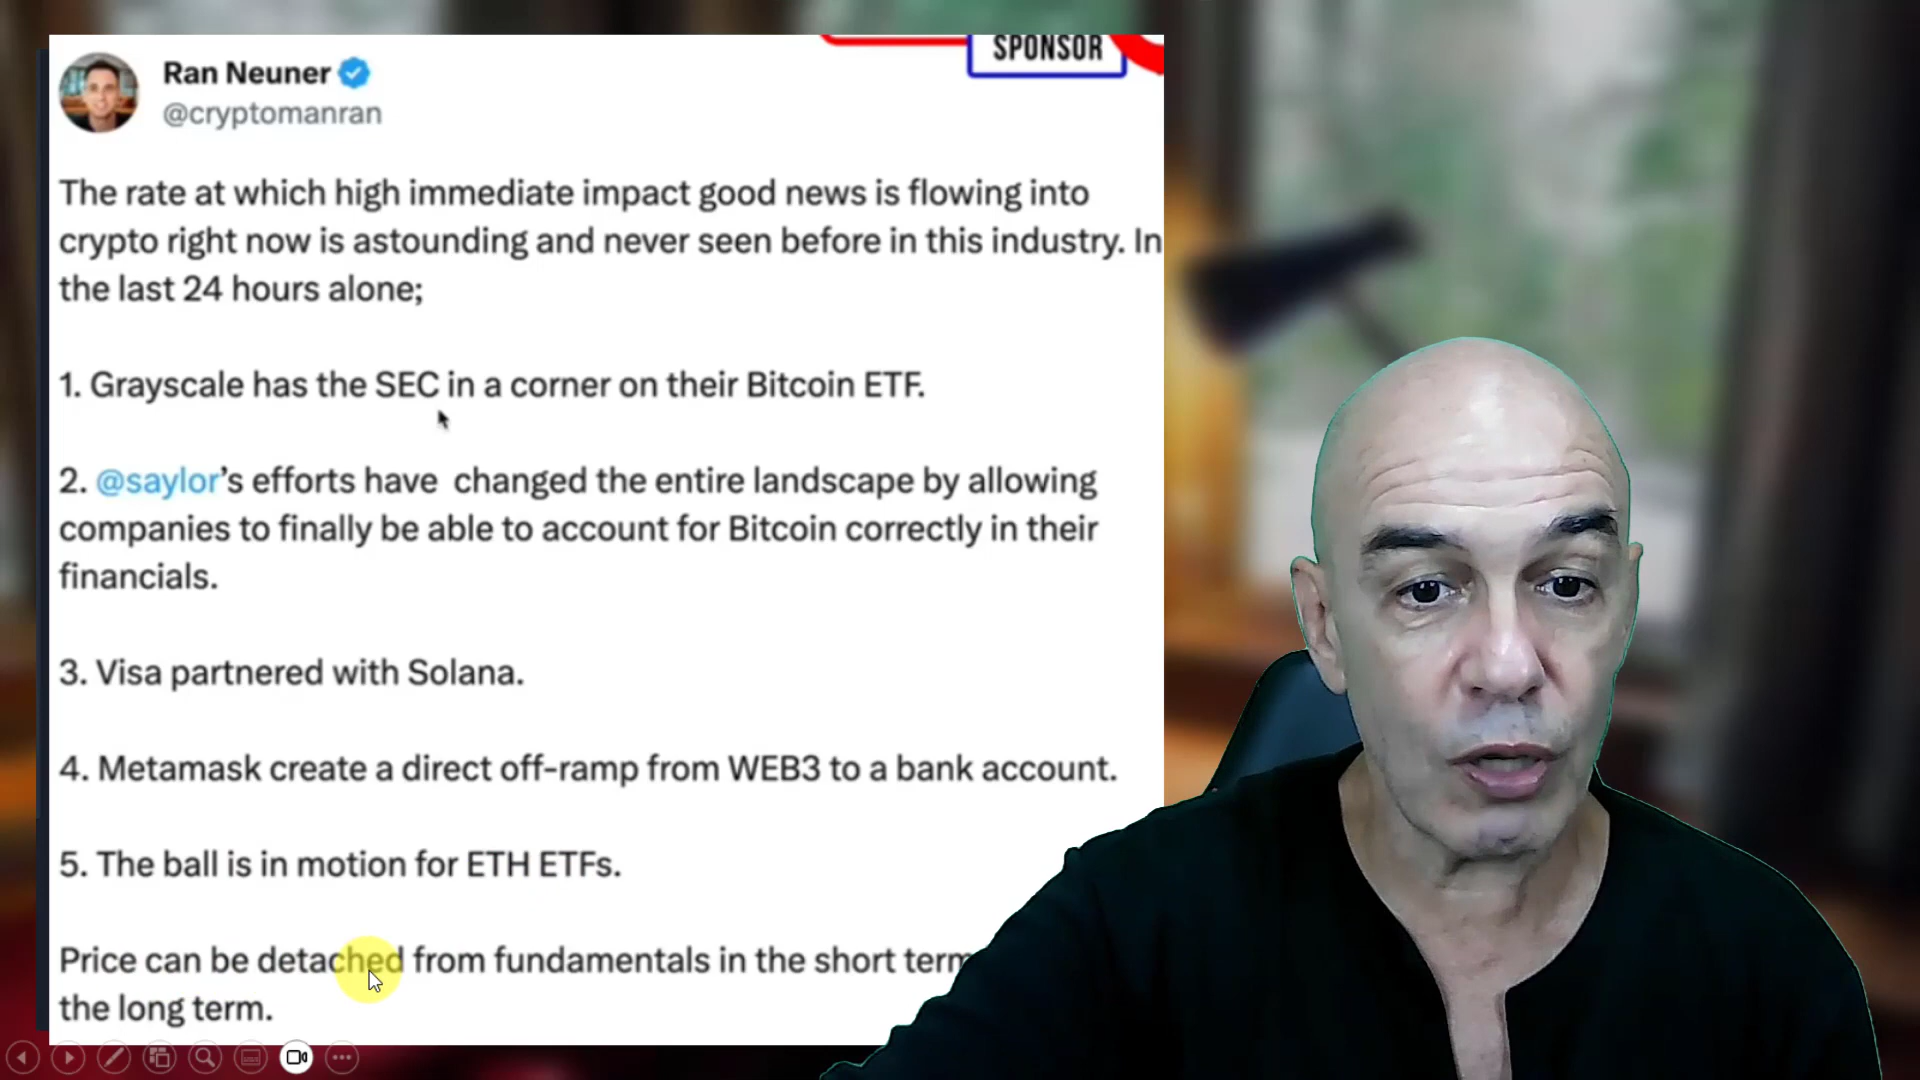 SPONSOR
Ran Neuner
@cryptomanran
The rate at which high immediate impact good news is flowing into
crypto right now is astounding and never seen before in this industry. In
the last 24 hours alone;
1. Grayscale has the SEC in a corner on their Bitcoin ETF.
2. @saylor’s efforts have changed the entire landscape by allowing
companies to finally be able to account for Bitcoin correctly in their
financials.
3. Visa partnered with Solana.
4. Metamask create a direct off-ramp from WEB3 to a bank account.
5. The ball is in motion for ETH ETFs.
Price can be detached from fundamentals in the short term
the long term.